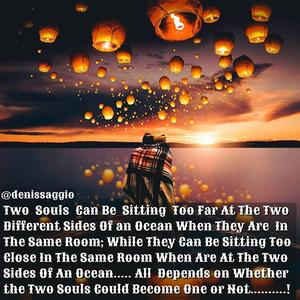 @denissaggio
Two Souls Can Be Sitting Too Far At The Two
Different Sides Of an Ocean When They Are In
The Same Room; While They Can Be Sitting Too
Close In The Same Room When Are At The Two
Sides Of An Ocean..... All Depends on Whether
the Two Souls Could Become One or Not..........!